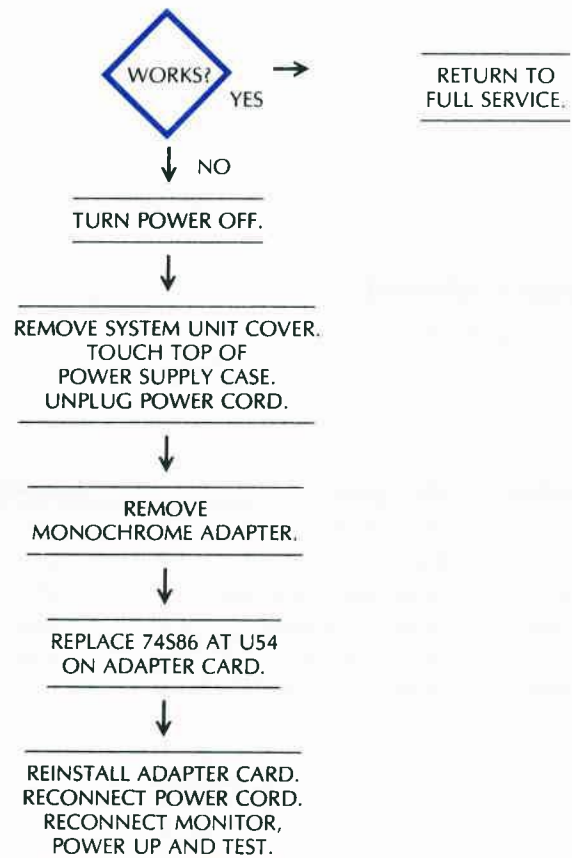 WORKS?
YES
RETURN TO
FULL SERVICE.
NO
TURN POWER OFF.
REMOVE SYSTEM UNIT COVER.
TOUCH TOP OF
POWER SUPPLY CASE.
UNPLUG POWER CORD.
REMOVE
MONOCHROME ADAPTER.
REPLACE 74S86 AT U54
ON ADAPTER CARD.
REINSTALL ADAPTER CARD.
RECONNECT POWER CORD.
RECONNECT MONITOR,
POWER UP AND TEST.